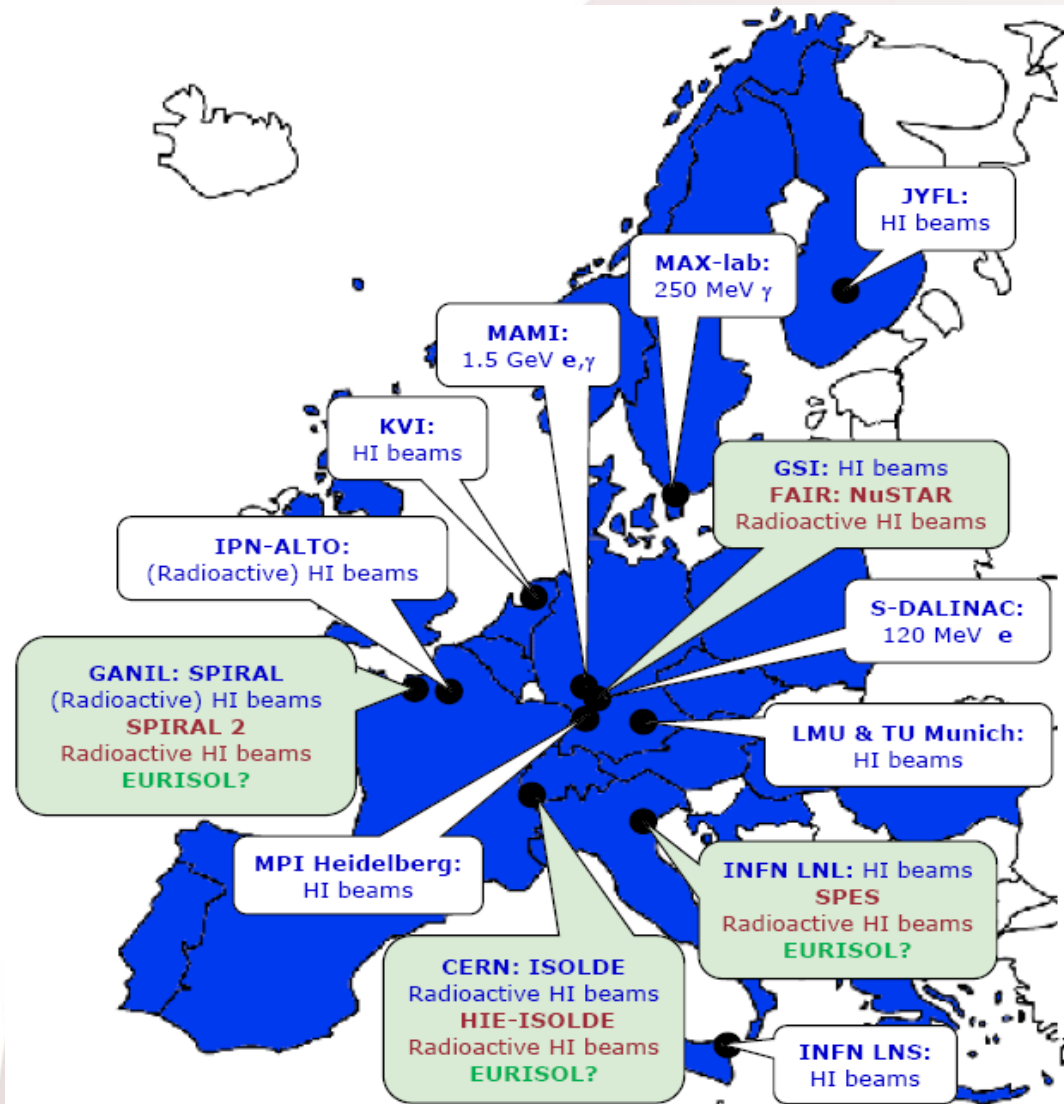 JYFL:
HI beams
MAX-lab:
250 MeV γ
MAMI:
1.5 GeV e,γ
KVI:
HI beams
GSI: HI beams
FAIR: NuSTAR
Radioactive HI beams
IPN-ALTO:
(Radioactive) HI beams
S-DALINAC:
120 MeV e
GANIL: SPIRAL
(Radioactive) HI beams
SPIRAL 2
Radioactive HI beams
EURISOL?
LMU & TU Munich:
HI beams
MPI Heidelberg:
HI beams
INFN LNL: HI beams
SPES
Radioactive HI beams
EURISOL?
CERN: ISOLDE
Radioactive HI beams
HIE-ISOLDE
Radioactive HI beams
EURISOL?
INFN LNS:
HI beams